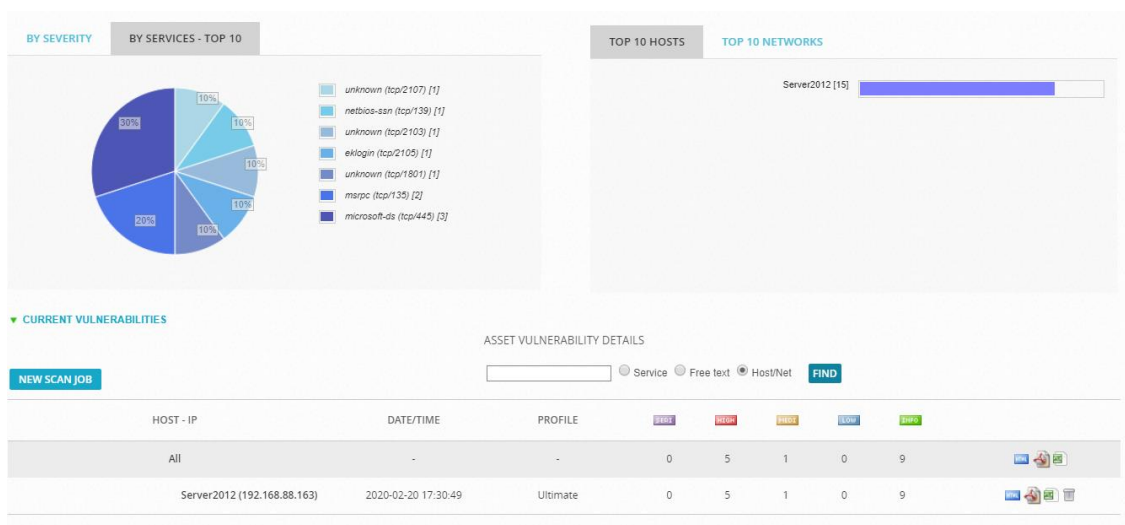 BY SEVERITY
BY SERVICES - TOP 10
10%
10%
10%
10%
10%
20%
30%
unknown (tcp/2107) [1]
netbios-ssn (tcp/139) [1]
unknown (tcp/2103) [1]
eklogin (tcp/2105) [1]
unknown (tcp/1801) [1]
msrpc (tcp/135) [2]
microsoft-ds (tcp/445) [3]
TOP 10 HOSTS
TOP 10 NETWORKS
Server2012 [15]
CURRENT VULNERABILITIES
ASSET VULNERABILITY DETAILS
NEW SCAN JOB
Service Free text Host/Net FIND
HOST - IP DATE/TIME PROFILE SERI HIGH MEDI LOW INFO
All - - 0 5 1 0 9 HTML
Server2012 (192.168.88.163) 2020-02-20 17:30:49 Ultimate 0 5 1 0 9 HTML